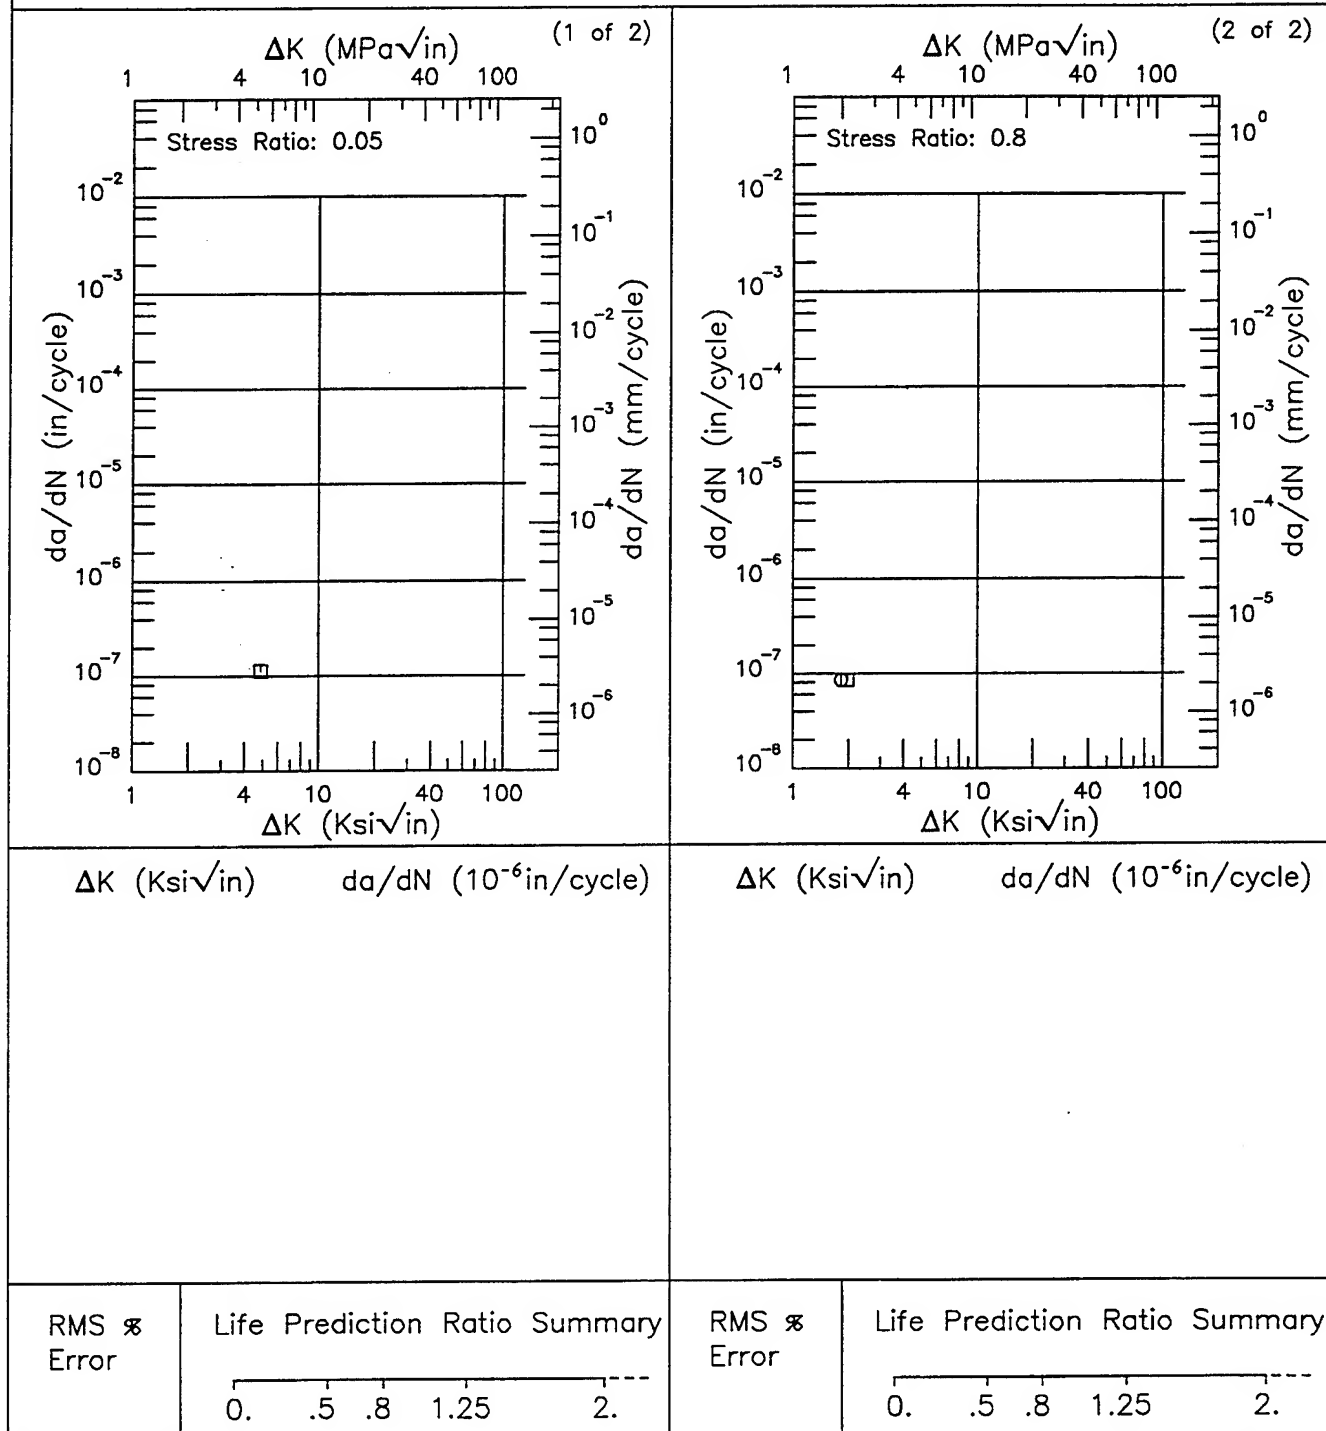 (1 of 2)
ΔK (MPa√in)
1 4 10 40 100
Stress Ratio: 0.05
10⁰
10⁻²
10⁻¹
10⁻³
10⁻²
10⁻⁴
10⁻³
10⁻⁵
10⁻⁴
10⁻⁶
10⁻⁵
10⁻⁷
10⁻⁶
10⁻⁸
da/dN (in/cycle)
da/dN (mm/cycle)
1 4 10 40 100
ΔK (Ksi√in)
ΔK (Ksi√in) da/dN (10⁻⁶in/cycle)
RMS %
Error
Life Prediction Ratio Summary
0. .5 .8 1.25 2.
(2 of 2)
ΔK (MPa√in)
1 4 10 40 100
Stress Ratio: 0.8
10⁰
10⁻²
10⁻¹
10⁻³
10⁻²
10⁻⁴
10⁻³
10⁻⁵
10⁻⁴
10⁻⁶
10⁻⁵
10⁻⁷
10⁻⁶
10⁻⁸
da/dN (in/cycle)
da/dN (mm/cycle)
1 4 10 40 100
ΔK (Ksi√in)
ΔK (Ksi√in) da/dN (10⁻⁶in/cycle)
RMS %
Error
Life Prediction Ratio Summary
0. .5 .8 1.25 2.